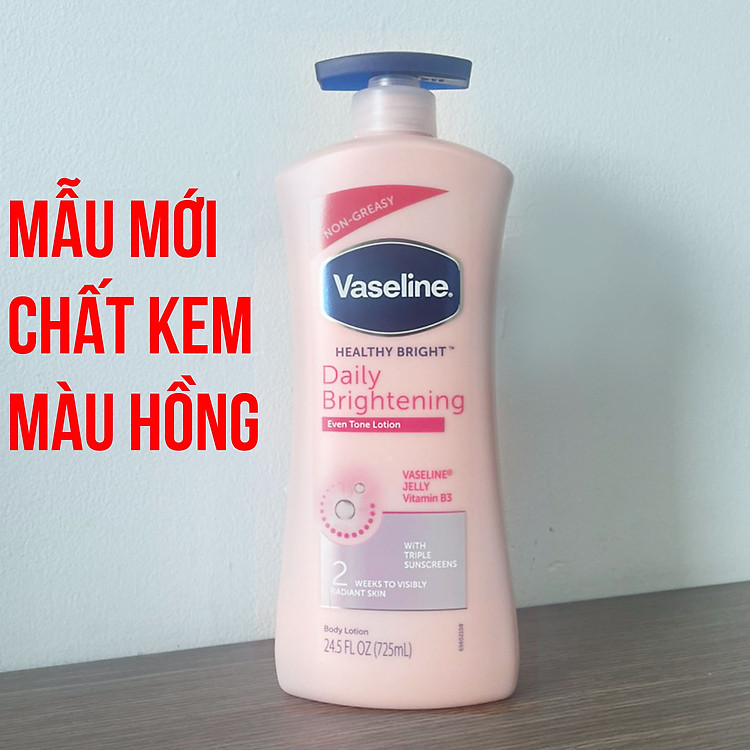 MẪU MỚI
CHẤT KEM
MÀU HỒNG
NON-GREASY
Vaseline.
HEALTHY BRIGHT™
Daily
Brightening
Even Tone Lotion
VASELINE®
JELLY
Vitamin B3
WITH
TRIPLE
SUNSCREENS
2 WEEKS TO VISIBLY
RADIANT SKIN
Body Lotion
24.5 FL OZ (725mL)